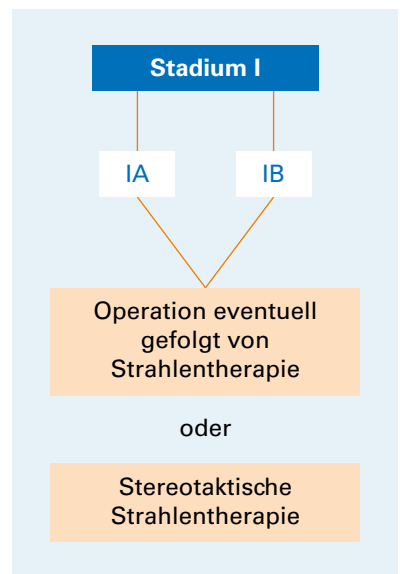 Stadium I
IA
IB
Operation eventuell
gefolgt von
Strahlentherapie
oder
Stereotaktische
Strahlentherapie